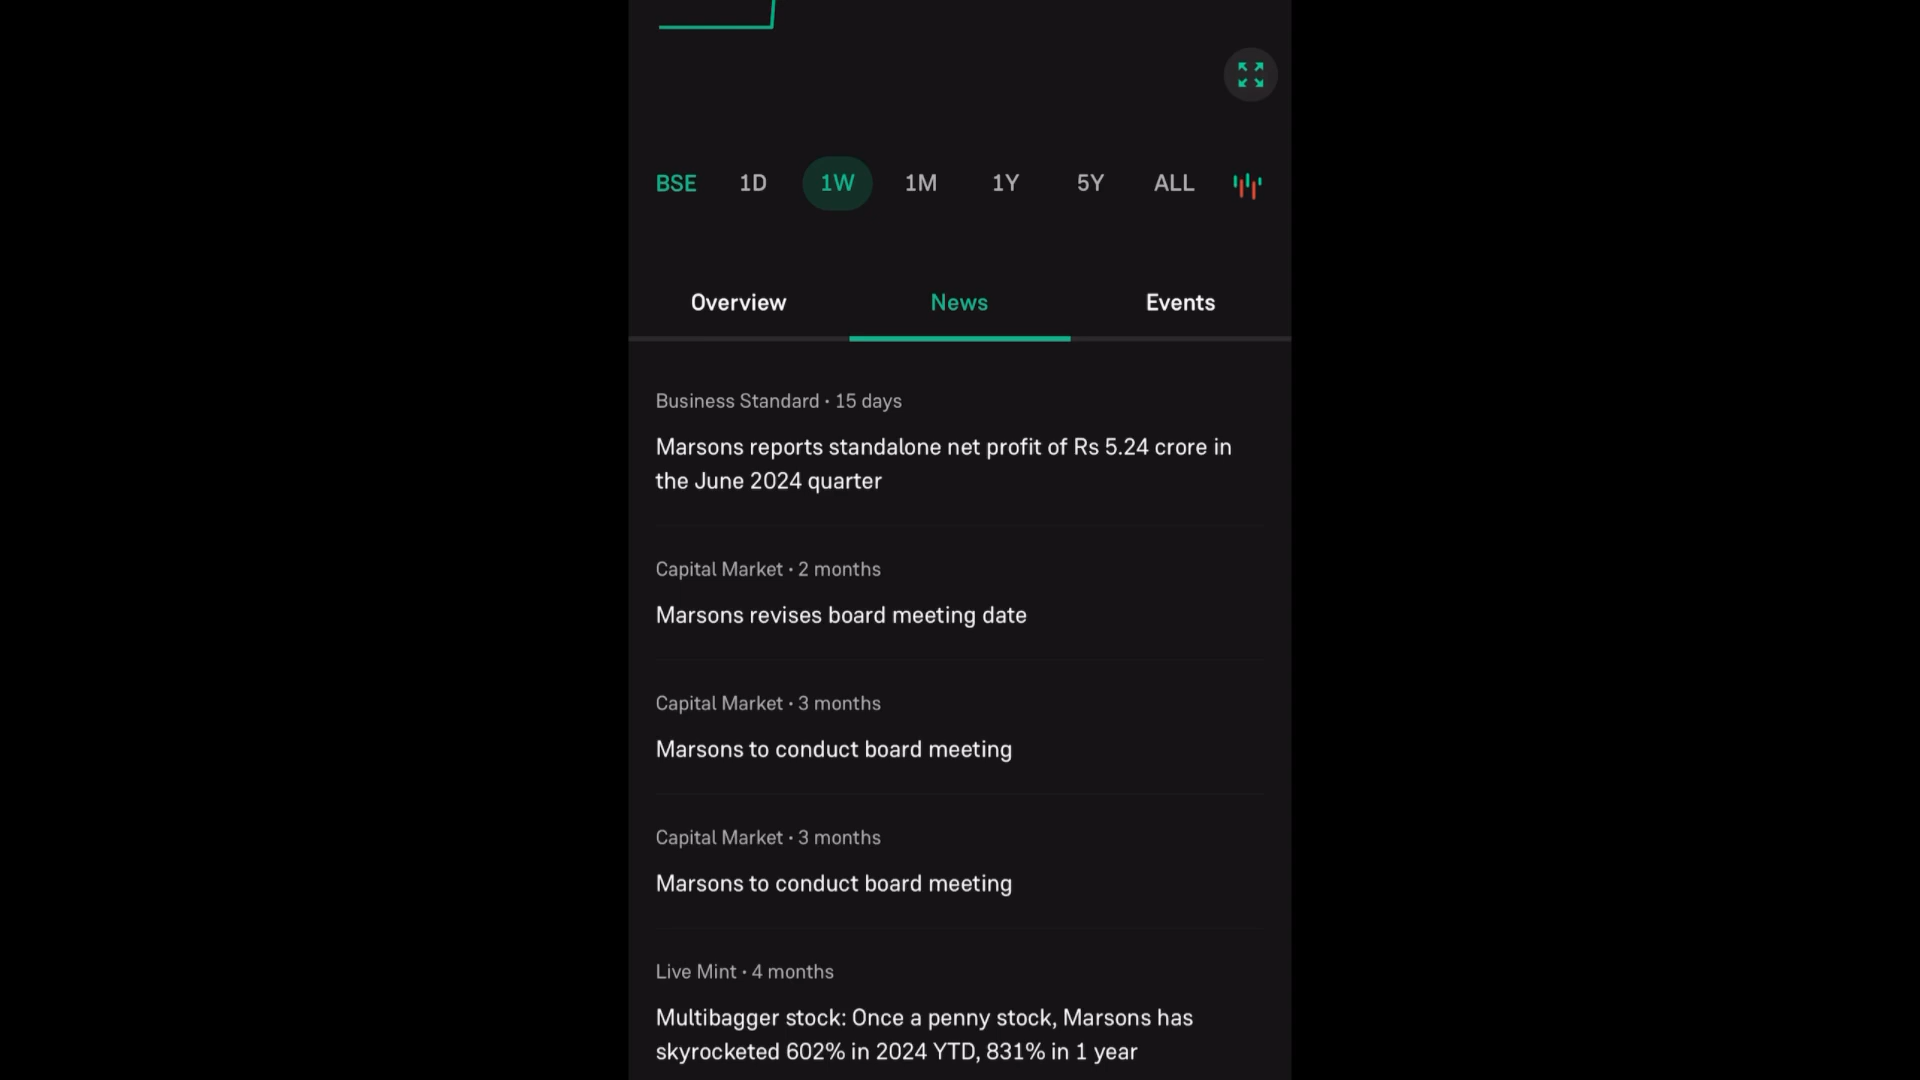 BSE 1D 1W 1M 1Y 5Y ALL
Overview News Events
Business Standard • 15 days
Marsons reports standalone net profit of Rs 5.24 crore in
the June 2024 quarter
Capital Market • 2 months
Marsons revises board meeting date
Capital Market • 3 months
Marsons to conduct board meeting
Capital Market • 3 months
Marsons to conduct board meeting
Live Mint • 4 months
Multibagger stock: Once a penny stock, Marsons has
skyrocketed 602% in 2024 YTD, 831% in 1 year